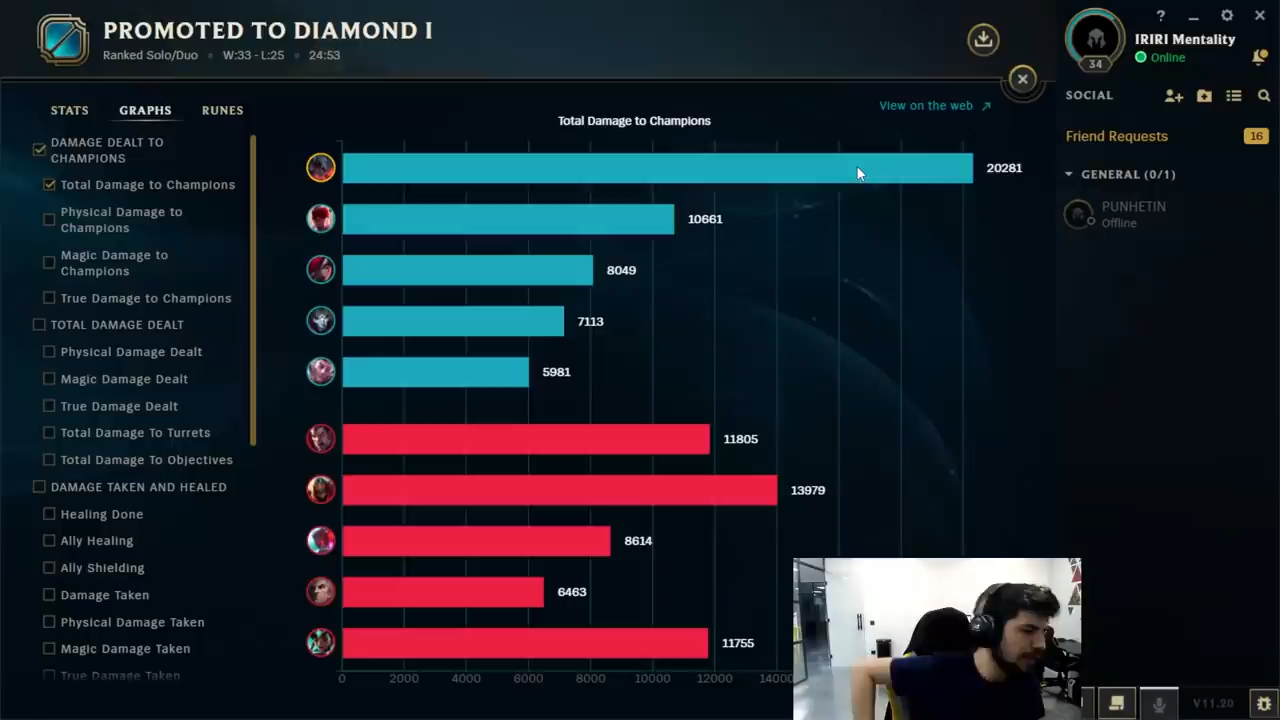 PROMOTED TO DIAMOND I
Ranked Solo/Duo • W:33 - L:25 • 24:53
?
IRIRI Mentality
Online
34
SOCIAL
Friend Requests 16
GENERAL (0/1)
PUNHETIN
Offline
STATS GRAPHS RUNES
View on the web
DAMAGE DEALT TO
CHAMPIONS
Total Damage to Champions
Physical Damage to
Champions
Magic Damage to
Champions
True Damage to Champions
TOTAL DAMAGE DEALT
Physical Damage Dealt
Magic Damage Dealt
True Damage Dealt
Total Damage To Turrets
Total Damage To Objectives
DAMAGE TAKEN AND HEALED
Healing Done
Ally Healing
Ally Shielding
Damage Taken
Physical Damage Taken
Magic Damage Taken
True Damage Taken
Total Damage to Champions
20281
10661
8049
7113
5981
11805
13979
8614
6463
11755
0 2000 4000 6000 8000 10000 12000 14000
V11.20